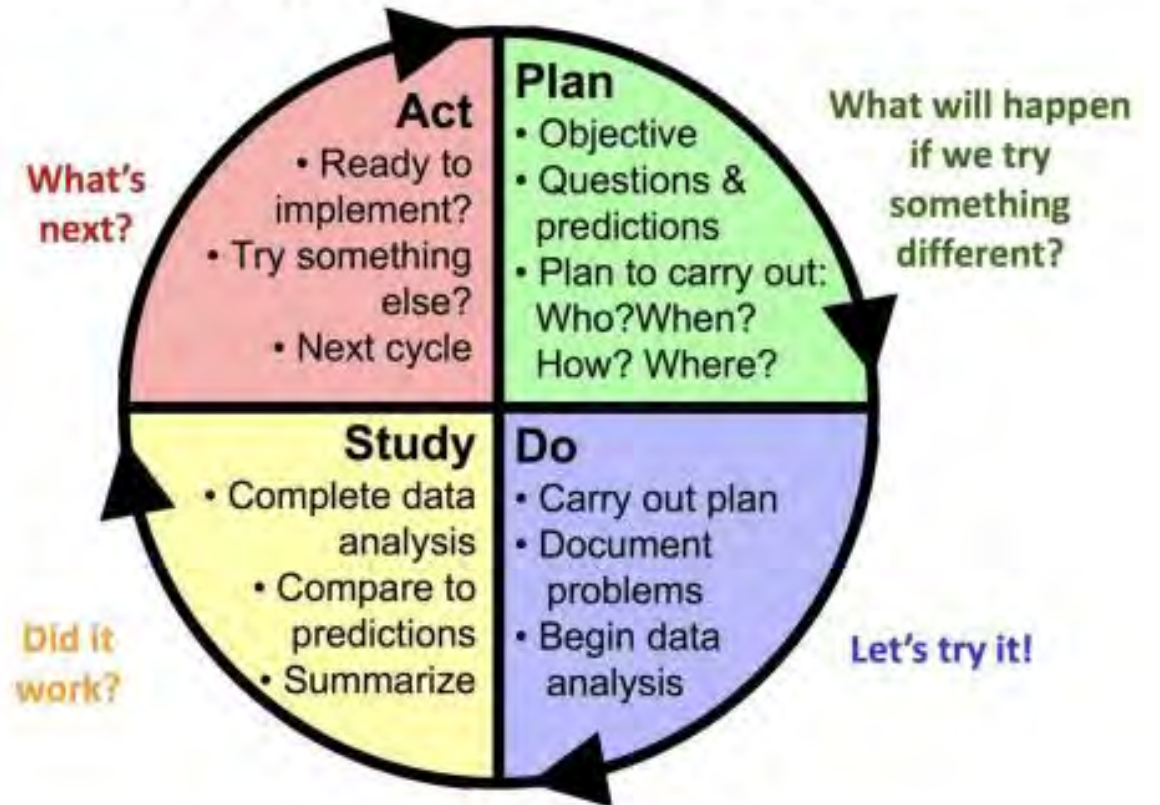 Act
• Ready to
implement?
• Try something
else?
• Next cycle
Plan
• Objective
• Questions &
predictions
• Plan to carry out:
Who?When?
How? Where?
What will happen
if we try
something
different?
What's
next?
Study
• Complete data
analysis
• Compare to
predictions
• Summarize
Do
• Carry out plan
• Document
problems
• Begin data
analysis
Let's try it!
Did it
work?